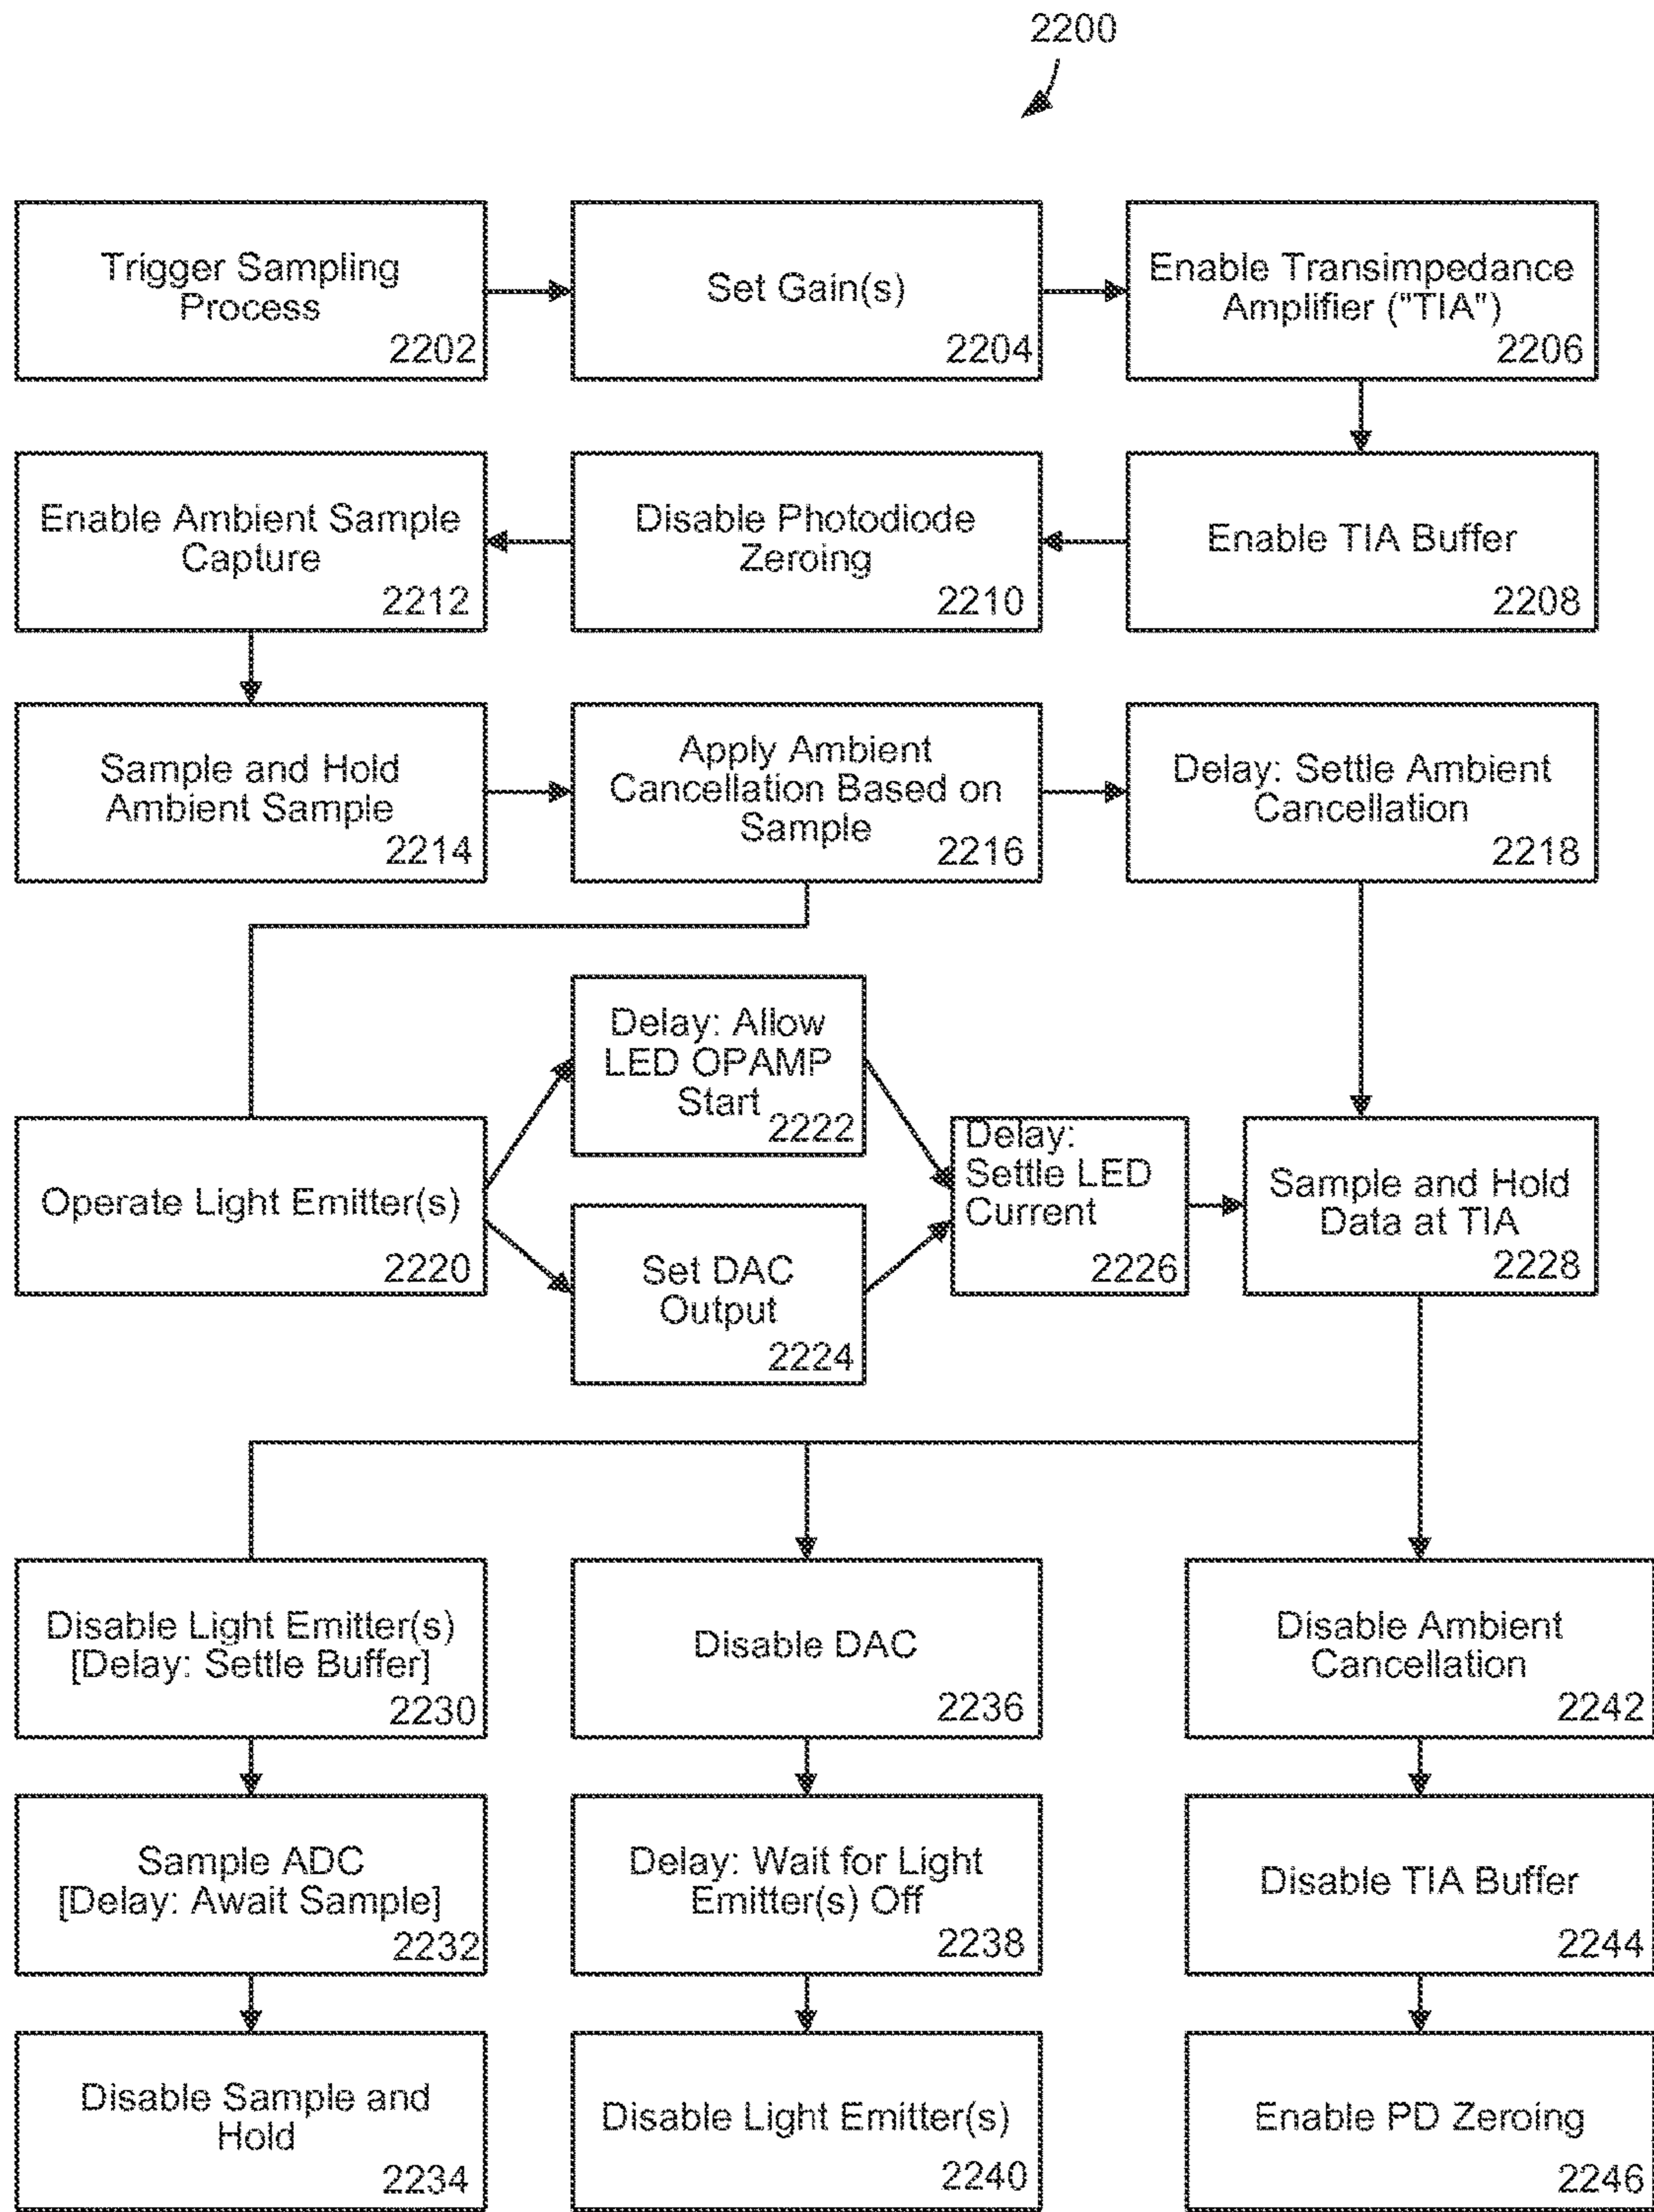 2200
Trigger Sampling
Process
2202
Set Gain(s)
2204
Enable Transimpedance
Amplifier ("TIA")
2206
Enable Ambient Sample
Capture
2212
Disable Photodiode
Zeroing
2210
Enable TIA Buffer
2208
Sample and Hold
Ambient Sample
2214
Apply Ambient
Cancellation Based on
Sample
2216
Delay: Settle Ambient
Cancellation
2218
Operate Light Emitter(s)
2220
Delay: Allow
LED OPAMP
Start
2222
Set DAC
Output
2224
Delay:
Settle LED
Current
2226
Sample and Hold
Data at TIA
2228
Disable Light Emitter(s)
[Delay: Settle Buffer]
2230
Disable DAC
2236
Disable Ambient
Cancellation
2242
Sample ADC
[Delay: Await Sample]
2232
Delay: Wait for Light
Emitter(s) Off
2238
Disable TIA Buffer
2244
Disable Sample and
Hold
2234
Disable Light Emitter(s)
2240
Enable PD Zeroing
2246